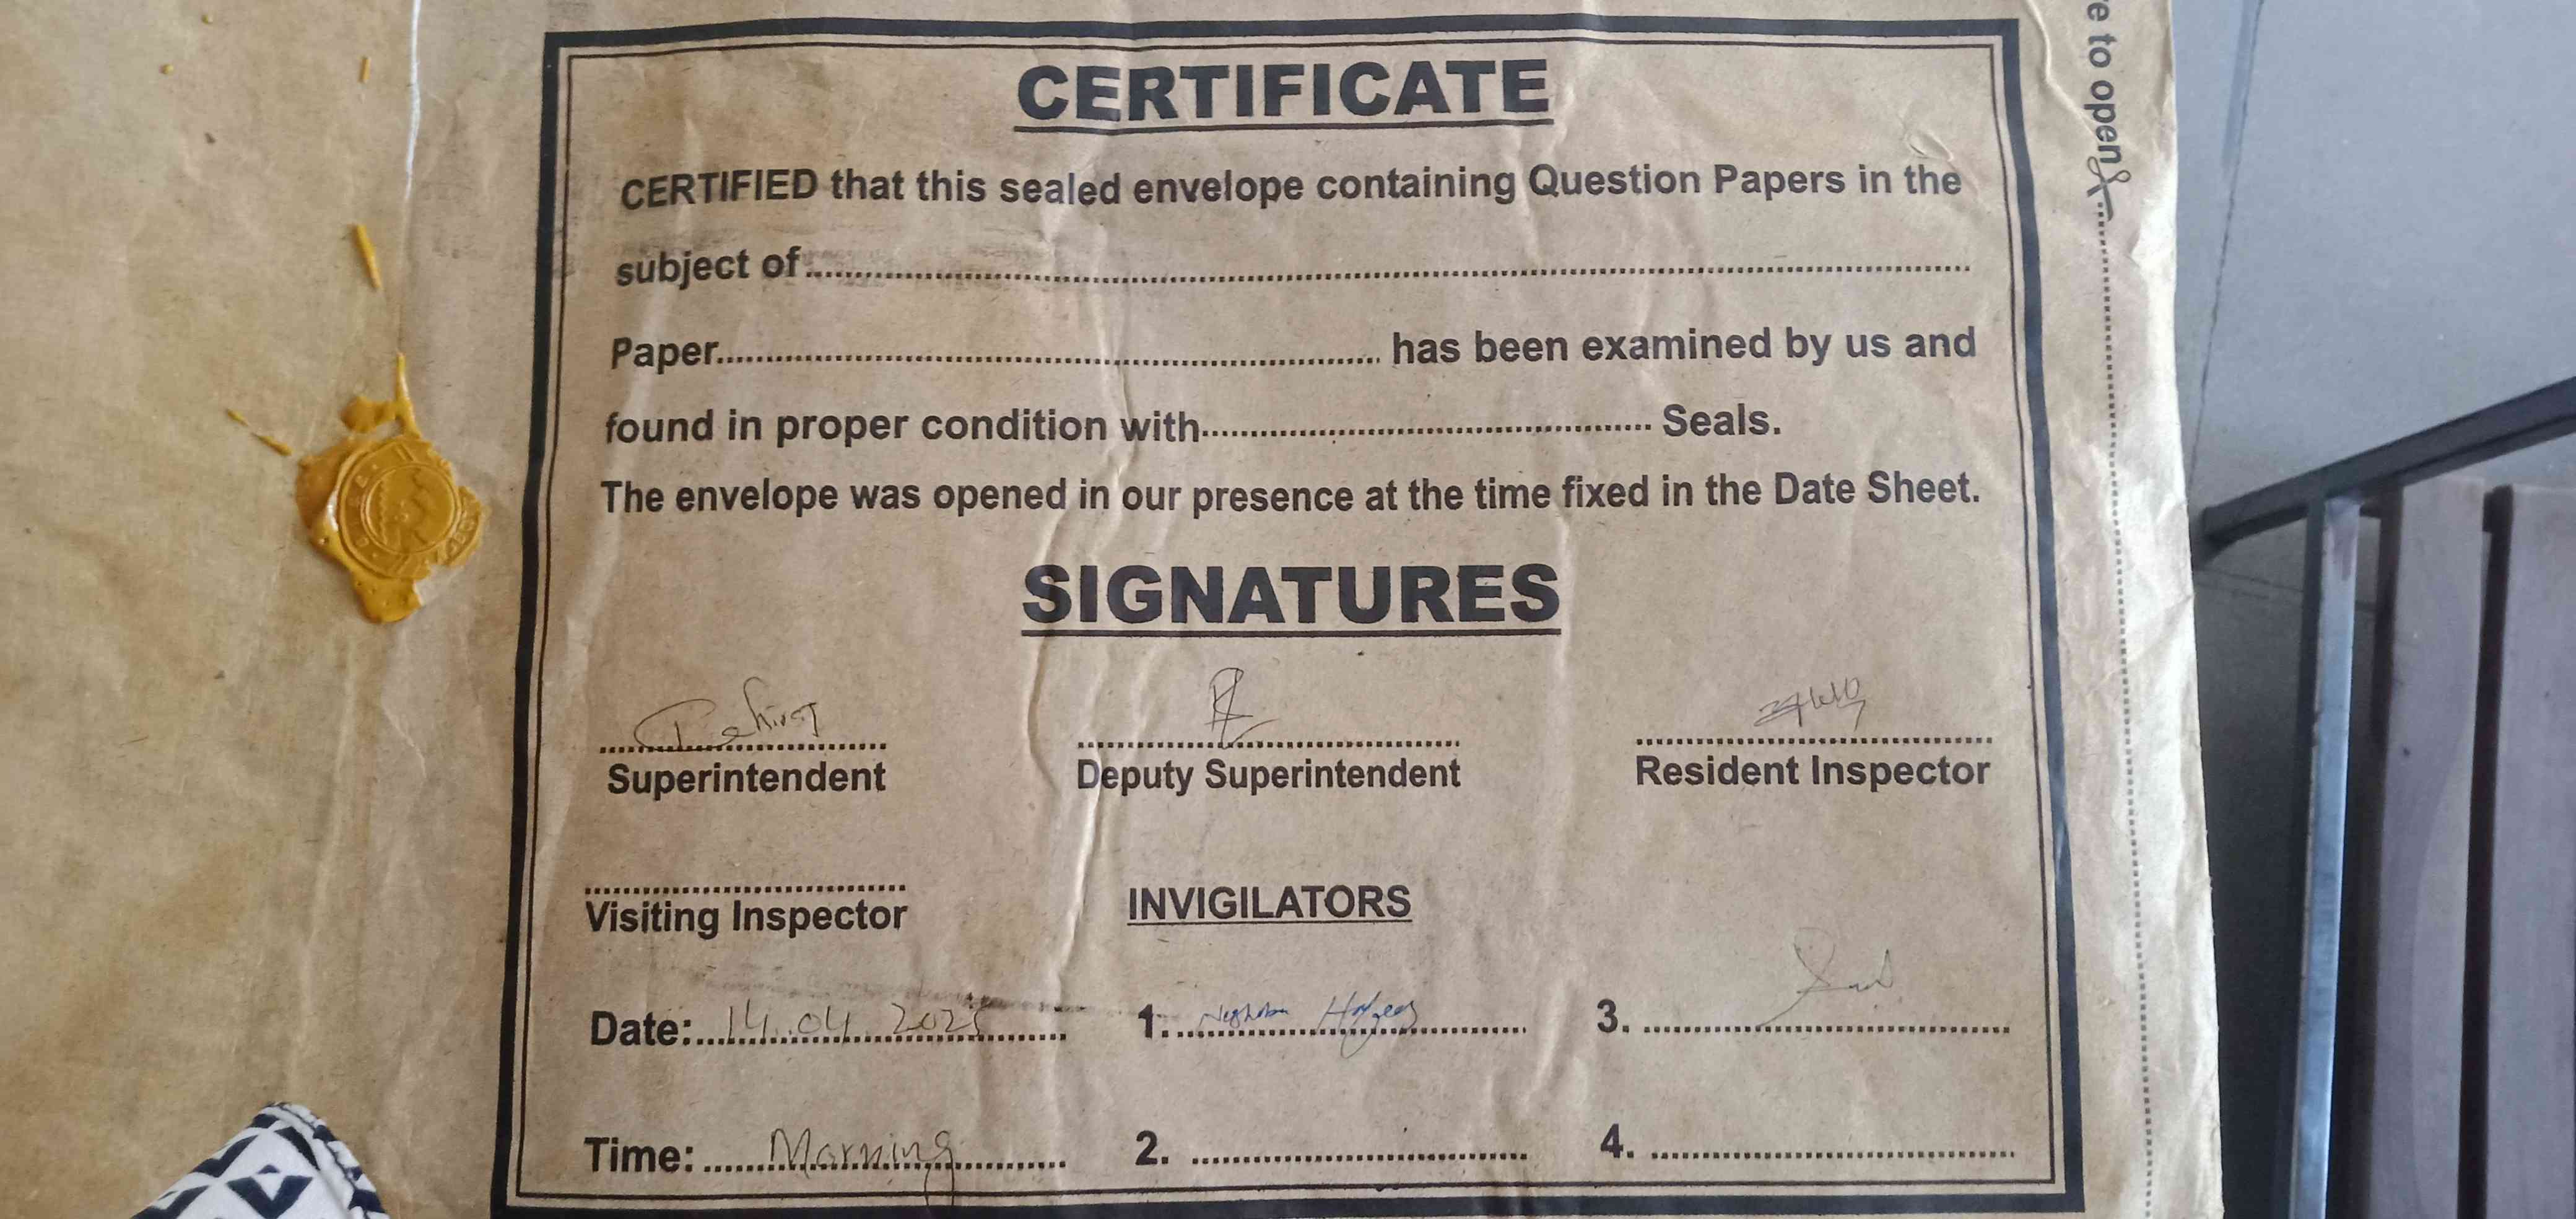 CERTIFICATE
CERTIFIED that this sealed envelope containing Question Papers in the
subject of
Paper has been examined by us and
found in proper condition with Seals.
The envelope was opened in our presence at the time fixed in the Date Sheet.
SIGNATURES
Superintendent Deputy Superintendent Resident Inspector
Visiting Inspector INVIGILATORS
Date: 14.04.2025 1. 3.
Time: Morning 2. 4.
e to open